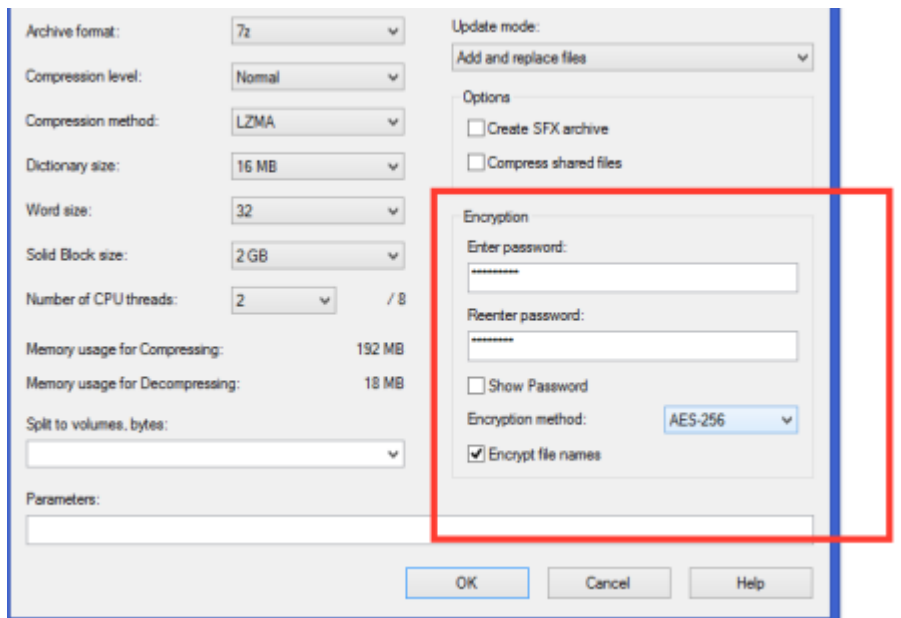 Archive format: 7z
Compression level: Normal
Compression method: LZMA
Dictionary size: 16 MB
Word size: 32
Solid Block size: 2 GB
Number of CPU threads: 2 / 8
Memory usage for Compressing: 192 MB
Memory usage for Decompressing: 18 MB
Split to volumes, bytes:
Parameters:
Update mode:
Add and replace files
Options
Create SFX archive
Compress shared files
Encryption
Enter password:
*********
Reenter password:
********
Show Password
Encryption method: AES-256
Encrypt file names
OK Cancel Help